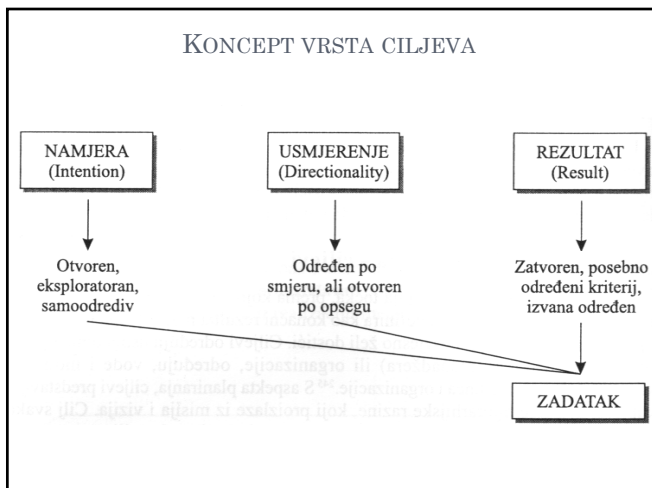 KONCEPT VRSTA CILJEVA
NAMJERA
(Intention)
USMJERENJE
(Directionality)
REZULTAT
(Result)
Otvoren,
eksploratoran,
samoodrediv
Određen po
smjeru, ali otvoren
po opsegu
Zatvoren, posebno
određeni kriterij,
izvana određen
ZADATAK